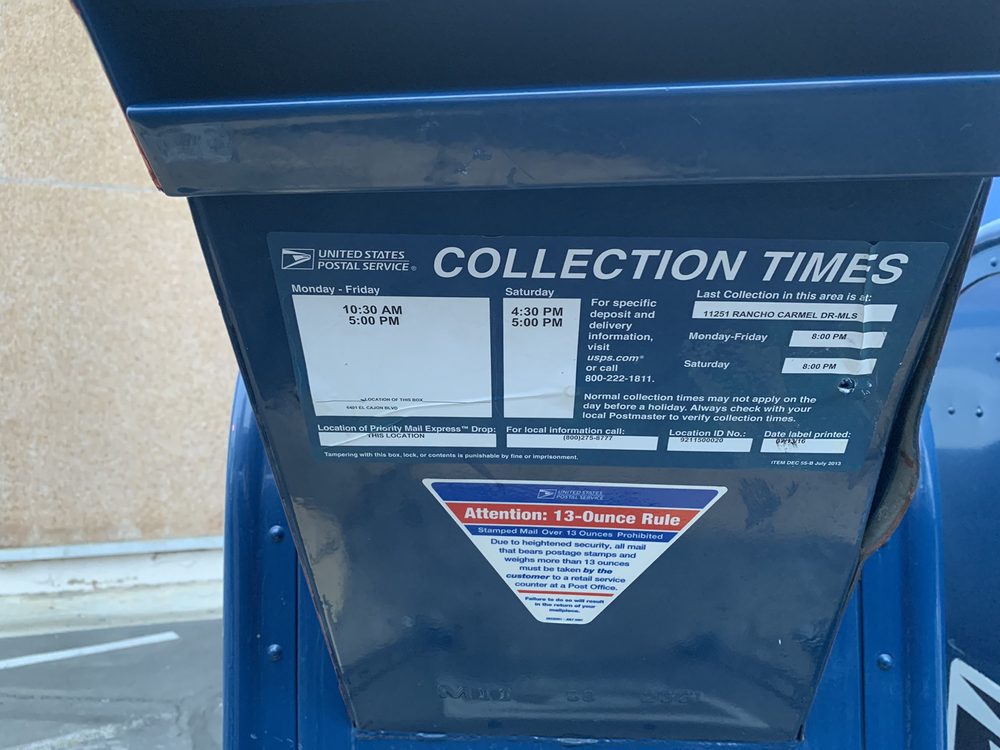 UNITED STATES
POSTAL SERVICE®
COLLECTION TIMES
Monday - Friday
10:30 AM
5:00 PM
LOCATION OF THIS BOX
6401 EL CAJON BLVD
Saturday
4:30 PM
5:00 PM
For specific
deposit and
delivery
information,
visit
usps.com®
or call
800-222-1811.
Last Collection in this area is at:
11251 RANCHO CARMEL DR-MLS
Monday-Friday
8:00 PM
Saturday
8:00 PM
Normal collection times may not apply on the
day before a holiday. Always check with your
local Postmaster to verify collection times.
Location of Priority Mail Express™ Drop:
THIS LOCATION
For local information call:
(800)275-8777
Location ID No.:
9211500020
Date label printed:
Tampering with this box, lock, or contents is punishable by fine or imprisonment.
ITEM DEC 55-B July 2013
UNITED STATES
POSTAL SERVICE
Attention: 13-Ounce Rule
Stamped Mail Over 13 Ounces Prohibited
Due to heightened security, all mail
that bears postage stamps and
weighs more than 13 ounces
must be taken by the
customer to a retail service
counter at a Post Office.
Failure to do so will result
in the return of your
mailpiece.